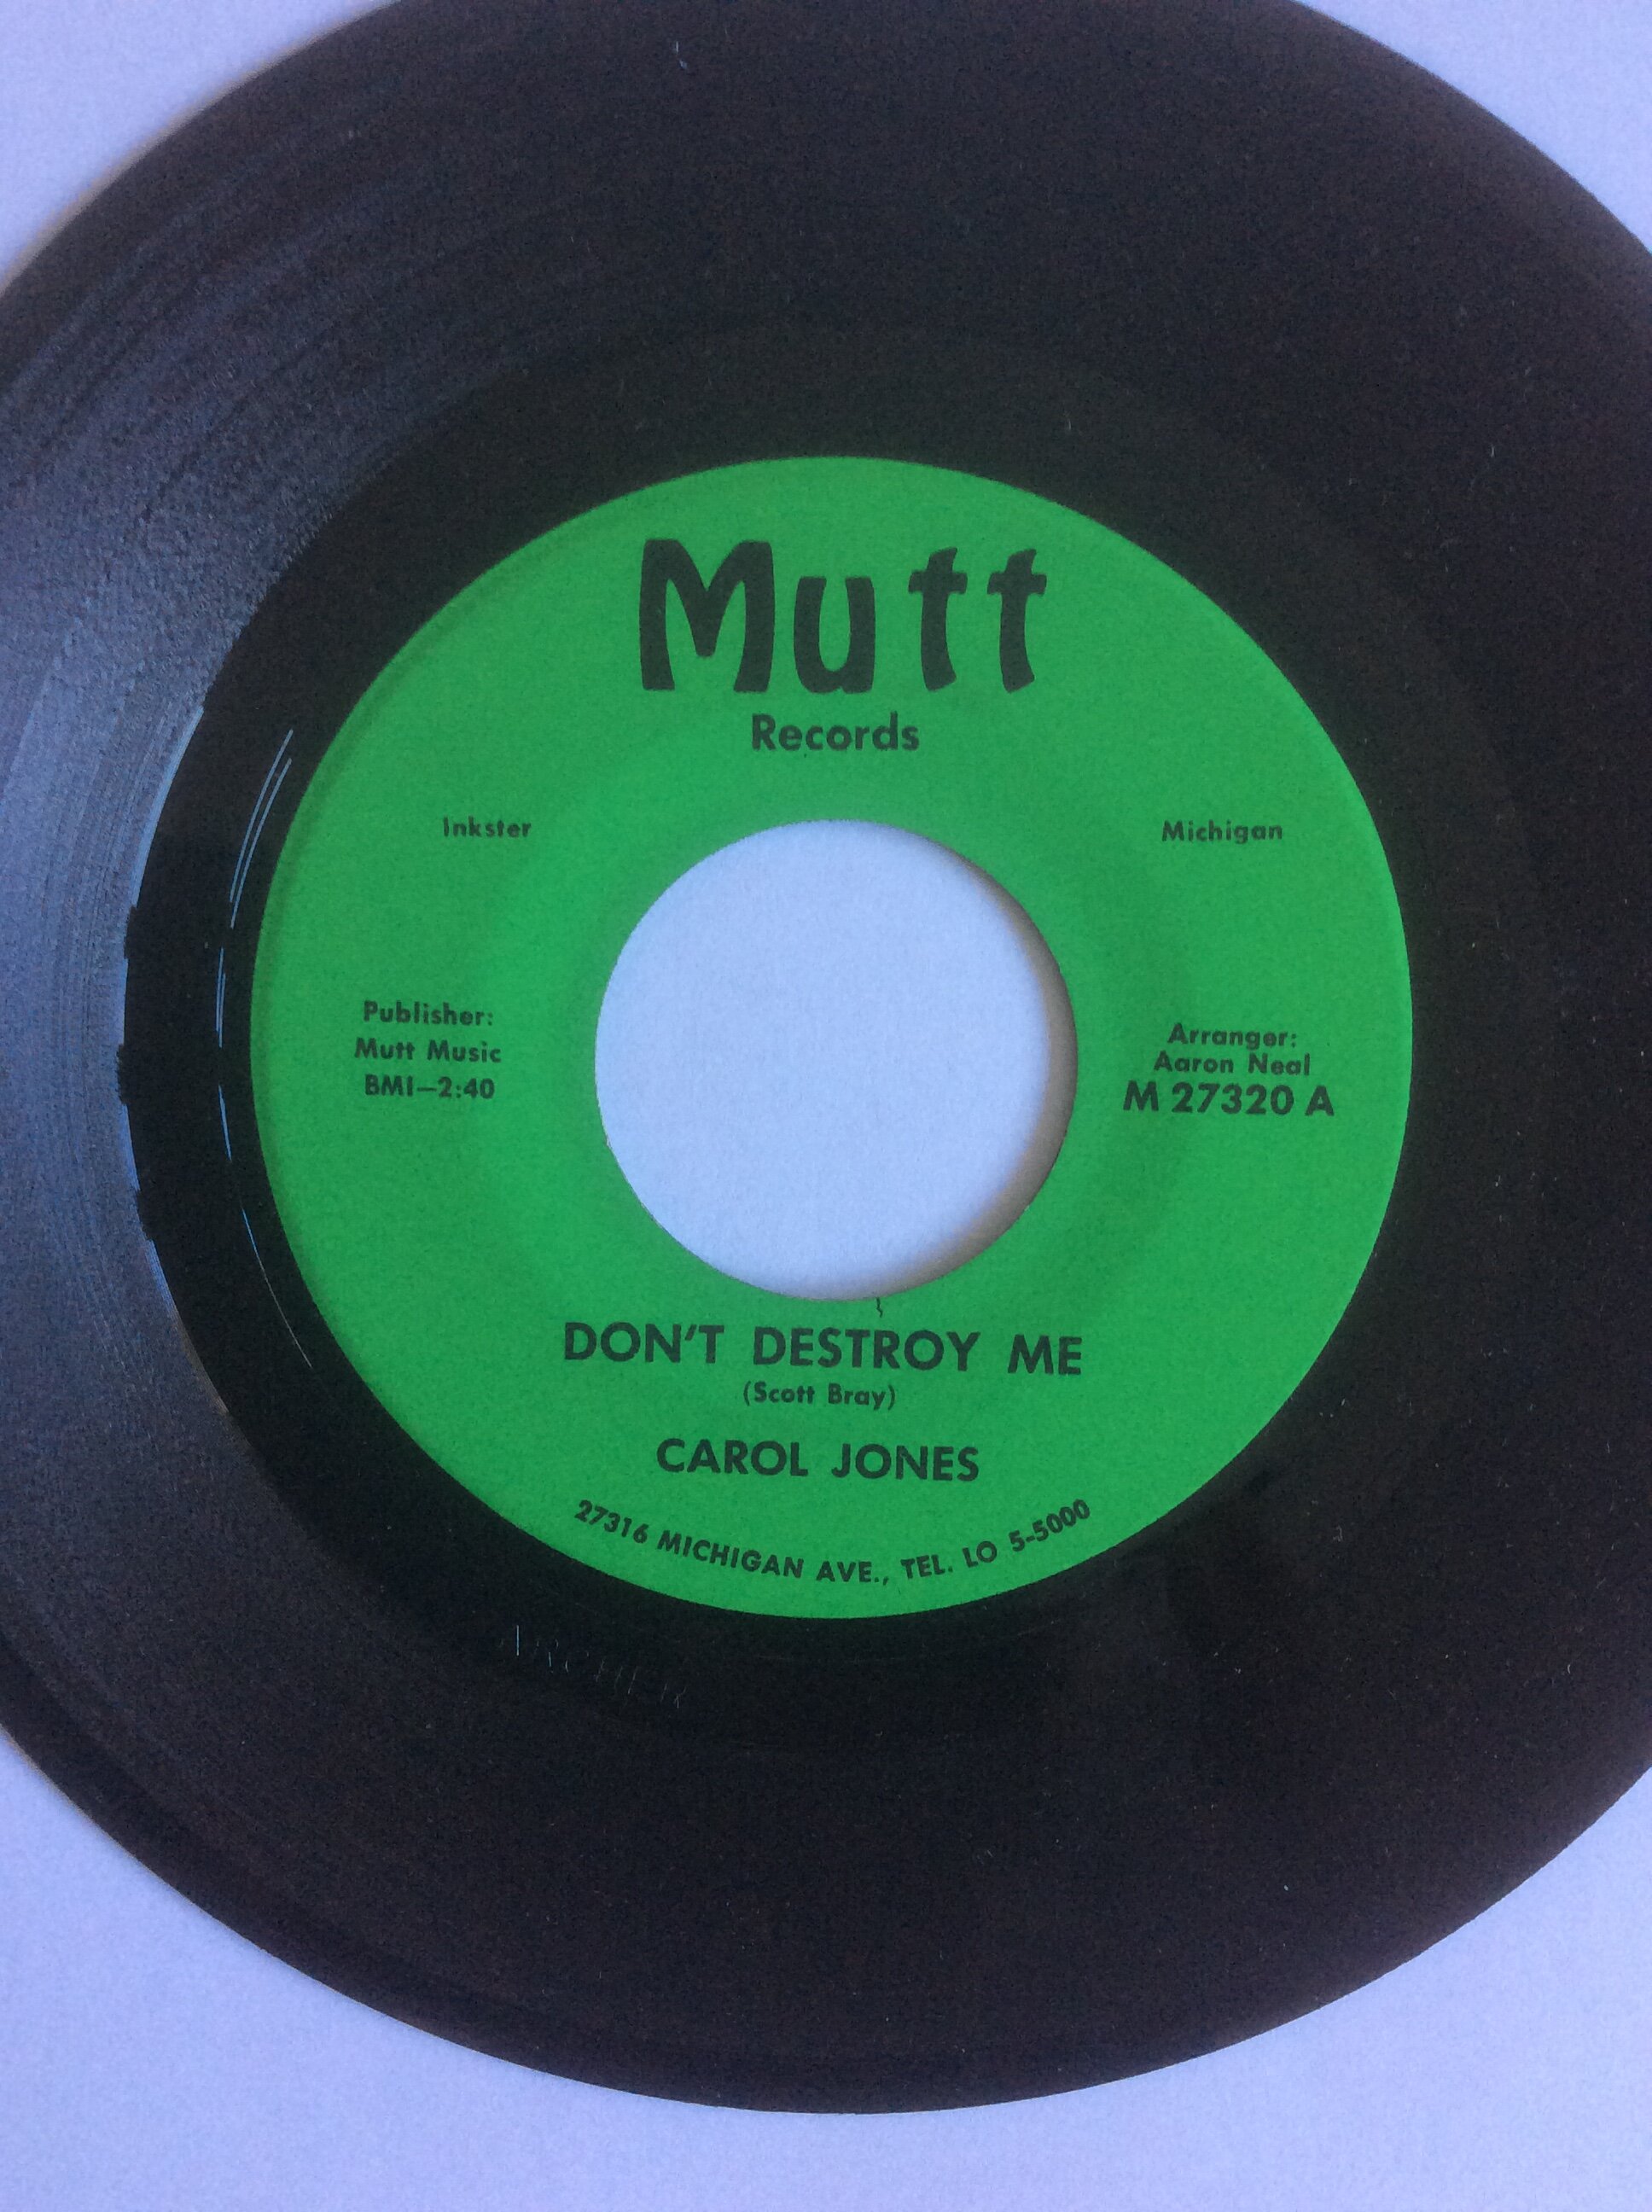 Mutt
Records
Inkster
Michigan
Publisher:
Mutt Music
BMI—2:40
Arranger:
Aaron Neal
M 27320 A
DON'T DESTROY ME
(Scott Bray)
CAROL JONES
27316 MICHIGAN AVE., TEL. LO 5-5000
ARCHER